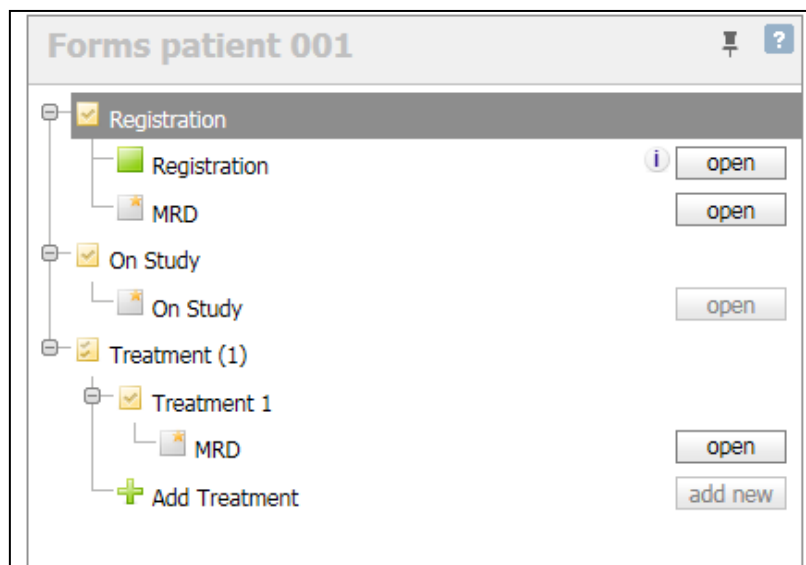 Forms patient 001
?
Registration
Registration i open
MRD open
On Study
On Study open
Treatment (1)
Treatment 1
MRD open
Add Treatment add new